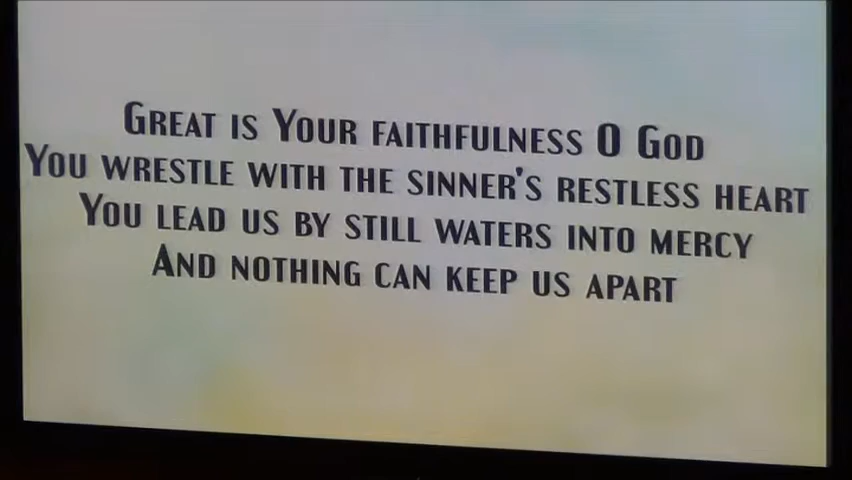 Great is Your faithfulness O God
You wrestle with the sinner's restless heart
You lead us by still waters into mercy
And nothing can keep us apart